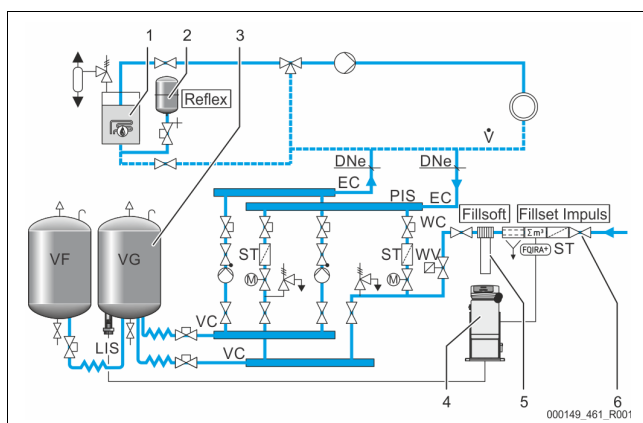 1 2 3
Reflex
V̇
DNe DNe
EC PIS EC
WC Fillsoft Fillset Impuls
Σm³
FQIRA+ ST
ST ST WV
VF VG
M M
VC
LIS VC
4 5 6
000149_461_R001